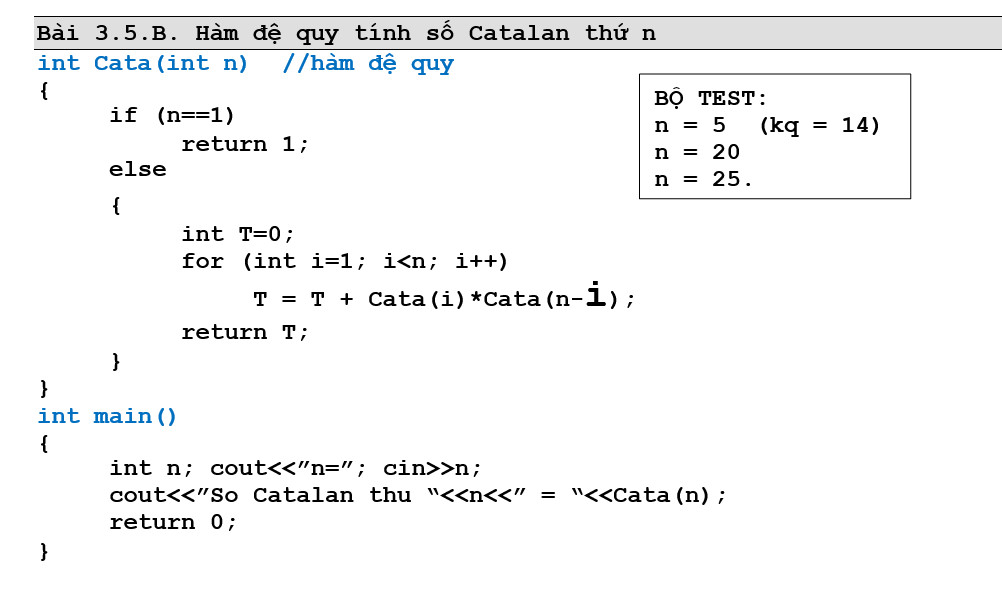 Bài 3.5.B. Hàm đệ quy tính số Catalan thứ n
int Cata(int n)  //hàm đệ quy
{
if (n==1)
return 1;
else
{
int T=0;
for (int i=1; i<n; i++)
T = T + Cata(i)*Cata(n-i);
return T;
}
}
int main()
{
int n; cout<<”n=”; cin>>n;
cout<<”So Catalan thu “<<n<<” = “<<Cata(n);
return 0;
}
BỘ TEST:
n = 5  (kq = 14)
n = 20
n = 25.